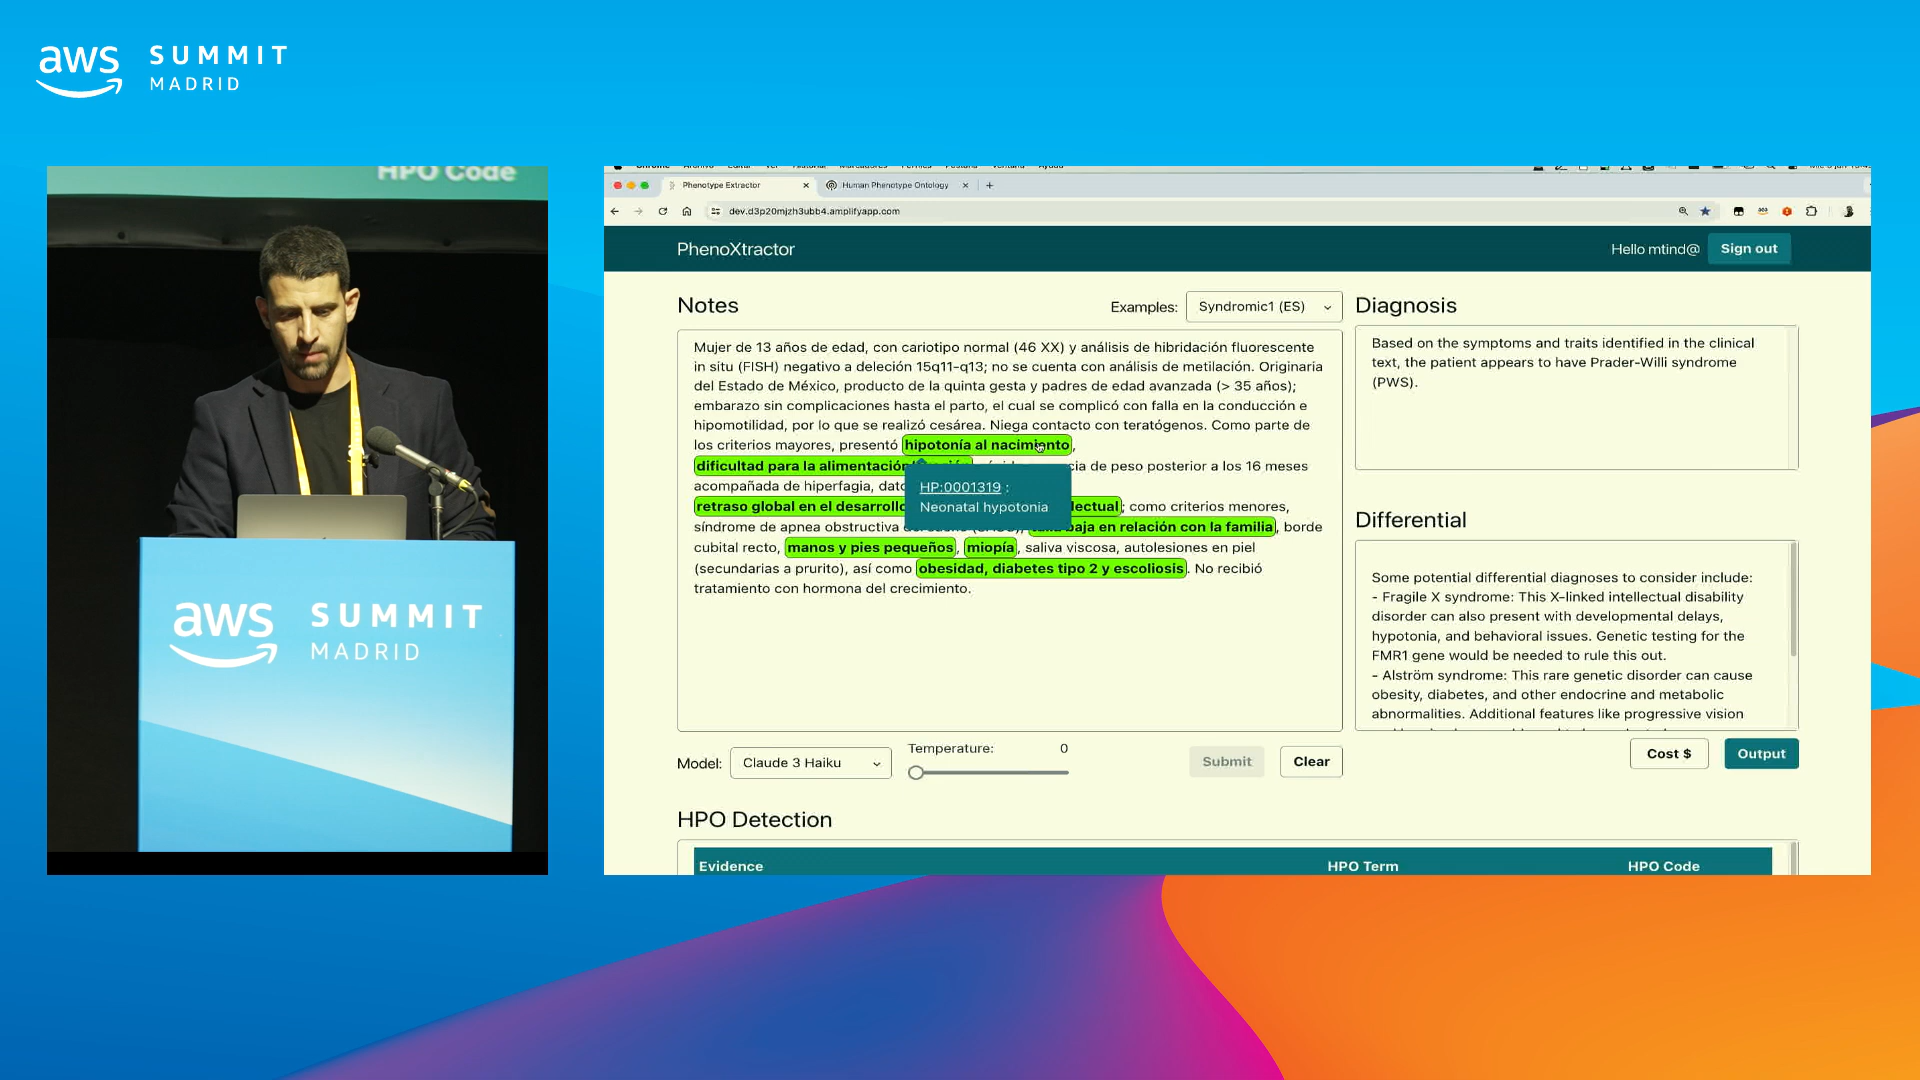 aws SUMMIT
MADRID
HPO Code
aws SUMMIT
MADRID
Phenotype Extractor
Human Phenotype Ontology
dev.d3p20mjzh3ubb4.amplifyapp.com
PhenoXtractor
Hello mtind@
Sign out
Notes
Examples:
Syndromic1 (ES)
Mujer de 13 años de edad, con cariotipo normal (46 XX) y análisis de hibridación fluorescente
in situ (FISH) negativo a deleción 15q11-q13; no se cuenta con análisis de metilación. Originaria
del Estado de México, producto de la quinta gesta y padres de edad avanzada (> 35 años);
embarazo sin complicaciones hasta el parto, el cual se complicó con falla en la conducción e
hipomotilidad, por lo que se realizó cesárea. Niega contacto con teratógenos. Como parte de
los criterios mayores, presentó hipotonía al nacimiento,
dificultad para la alimentación cia de peso posterior a los 16 meses
acompañada de hiperfagia,
retraso global en el desarrollo lectual; como criterios menores,
síndrome de apnea obstructiva baja en relación con la familia, borde
cubital recto, manos y pies pequeños, miopía, saliva viscosa, autolesiones en piel
(secundarias a prurito), así como obesidad, diabetes tipo 2 y escoliosis. No recibió
tratamiento con hormona del crecimiento.
HP:0001319 :
Neonatal hypotonia
Model:
Claude 3 Haiku
Temperature:
0
Submit
Clear
Diagnosis
Based on the symptoms and traits identified in the clinical
text, the patient appears to have Prader-Willi syndrome
(PWS).
Differential
Some potential differential diagnoses to consider include:
- Fragile X syndrome: This X-linked intellectual disability
disorder can also present with developmental delays,
hypotonia, and behavioral issues. Genetic testing for the
FMR1 gene would be needed to rule this out.
- Alström syndrome: This rare genetic disorder can cause
obesity, diabetes, and other endocrine and metabolic
abnormalities. Additional features like progressive vision
Cost $
Output
HPO Detection
Evidence
HPO Term
HPO Code